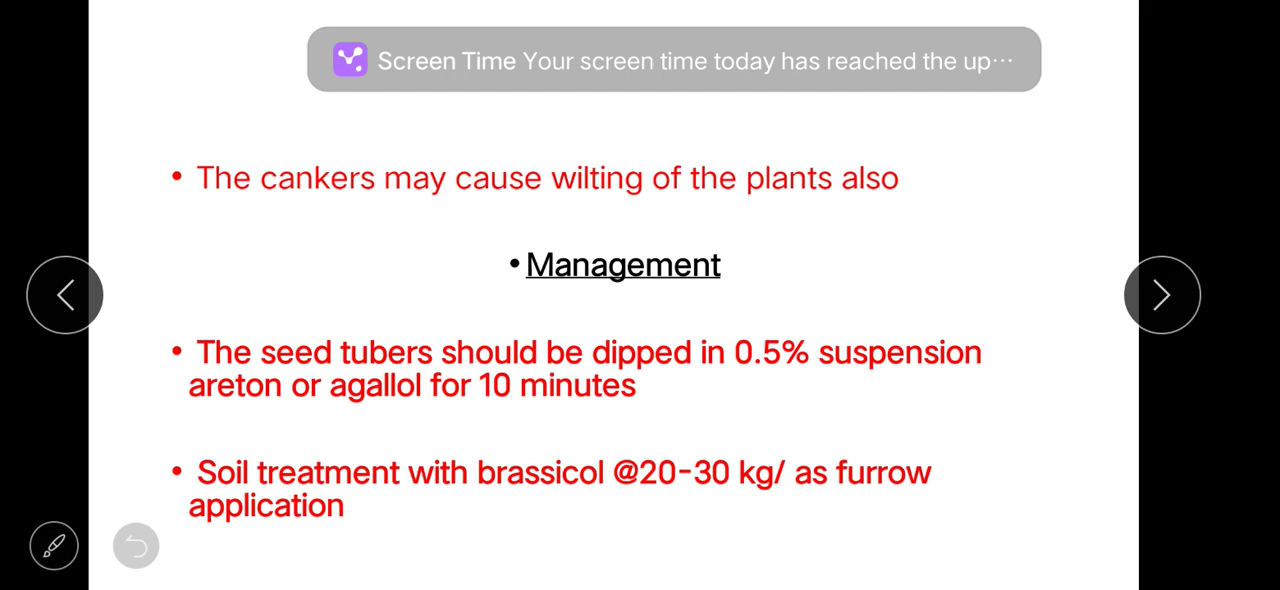 Screen Time Your screen time today has reached the up···
• The cankers may cause wilting of the plants also
• Management
• The seed tubers should be dipped in 0.5% suspension
areton or agallol for 10 minutes
• Soil treatment with brassicol @20-30 kg/ as furrow
application